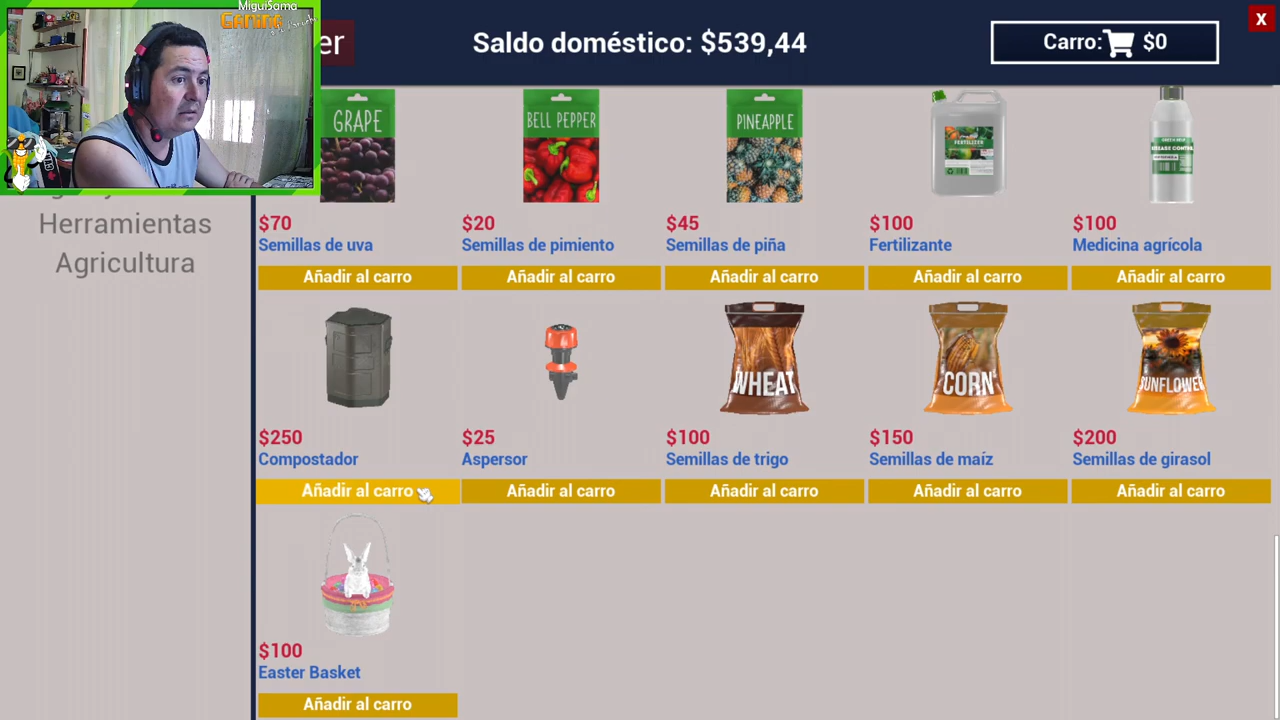 MiguiSama
GaminG
er
Saldo doméstico: $539,44
Carro: $0
X
Herramientas
Agricultura
GRAPE
BELL PEPPER
PINEAPPLE
FERTILIZER
$70
$20
$45
$100
$100
Semillas de uva
Semillas de pimiento
Semillas de piña
Fertilizante
Medicina agrícola
Añadir al carro
Añadir al carro
Añadir al carro
Añadir al carro
Añadir al carro
WHEAT
CORN
SUNFLOWER
$250
$25
$100
$150
$200
Compostador
Aspersor
Semillas de trigo
Semillas de maíz
Semillas de girasol
Añadir al carro
Añadir al carro
Añadir al carro
Añadir al carro
Añadir al carro
$100
Easter Basket
Añadir al carro